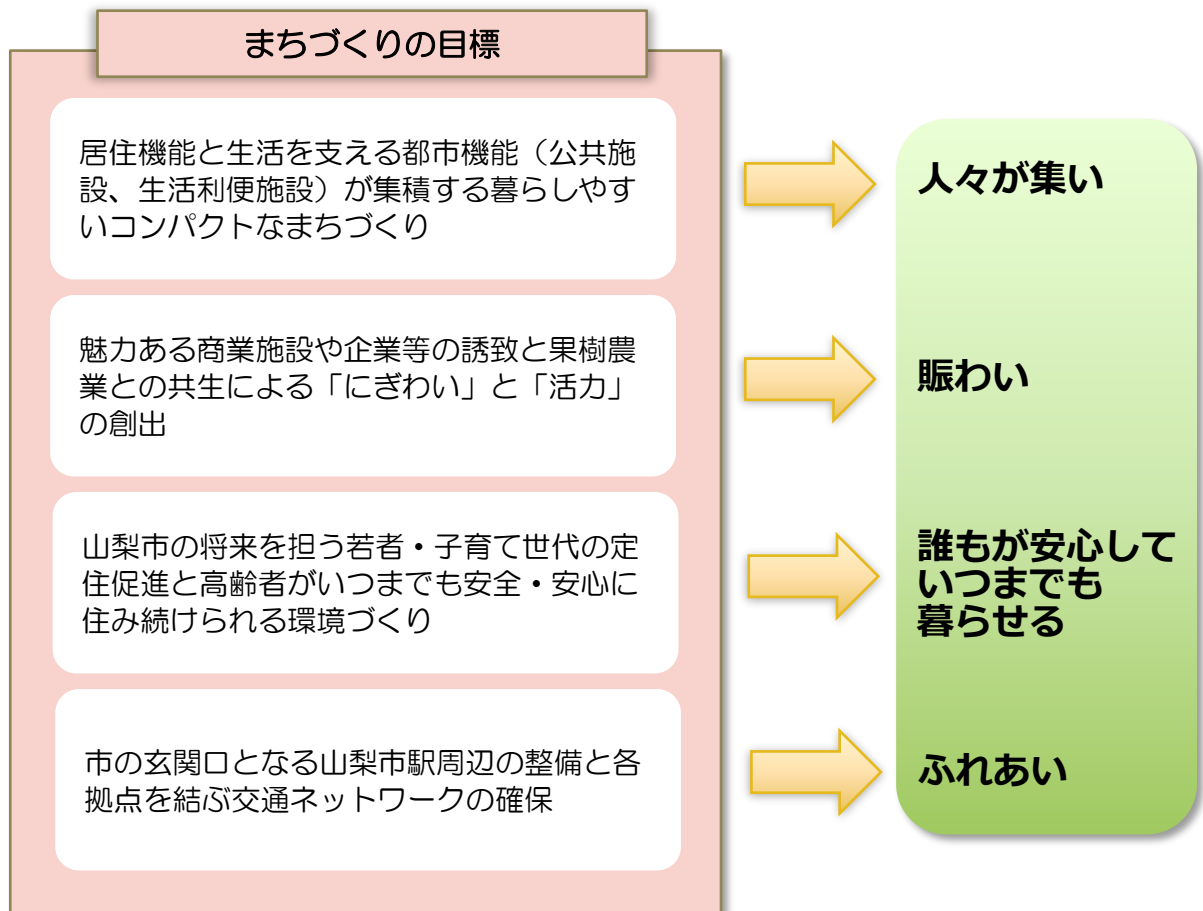 まちづくりの目標
居住機能と生活を支える都市機能（公共施
設、生活利便施設）が集積する暮らしやす
いコンパクトなまちづくり
人々が集い
魅力ある商業施設や企業等の誘致と果樹農
業との共生による「にぎわい」と「活力」
の創出
賑わい
山梨市の将来を担う若者・子育て世代の定
住促進と高齢者がいつまでも安全・安心に
住み続けられる環境づくり
誰もが安心して
いつまでも
暮らせる
市の玄関口となる山梨市駅周辺の整備と各
拠点を結ぶ交通ネットワークの確保
ふれあい